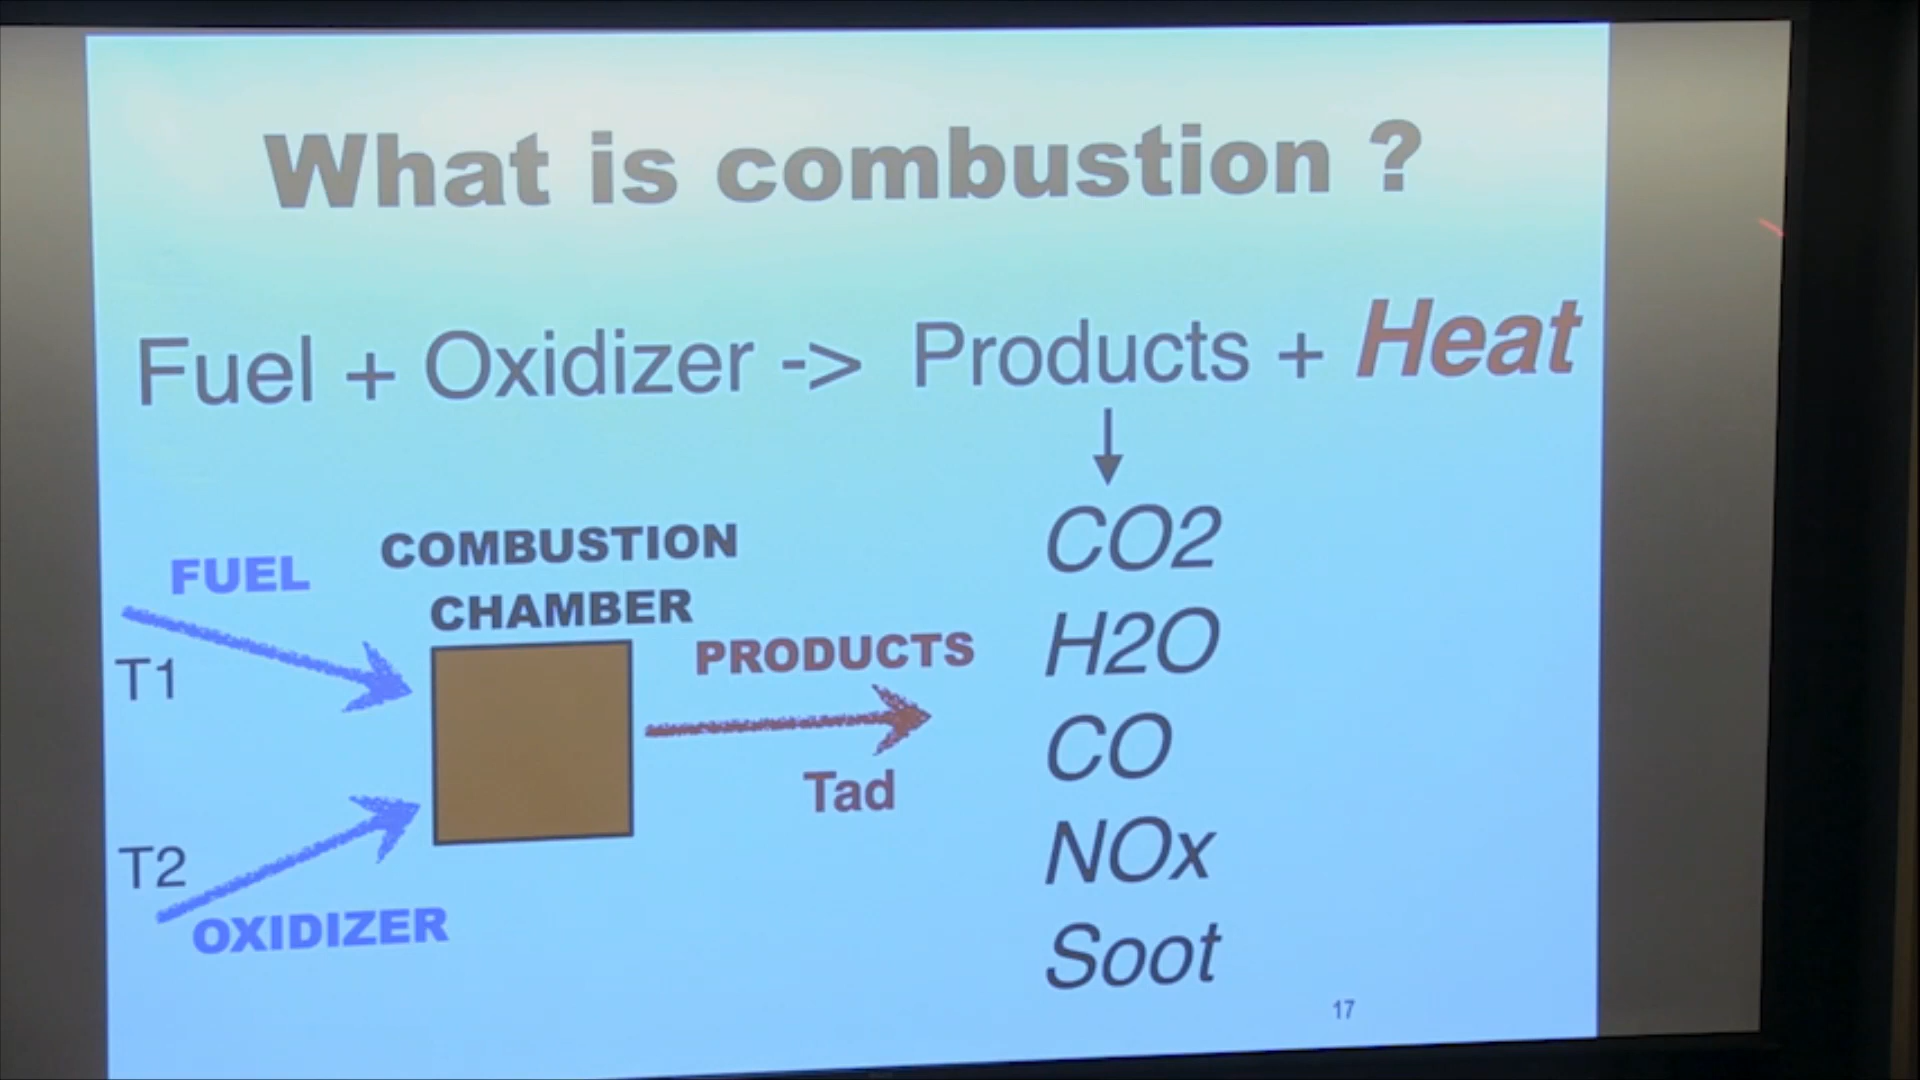 What is combustion ?
Fuel + Oxidizer -> Products + Heat
FUEL
T1
T2
OXIDIZER
COMBUSTION
CHAMBER
PRODUCTS
Tad
CO2
H2O
CO
NOx
Soot
17